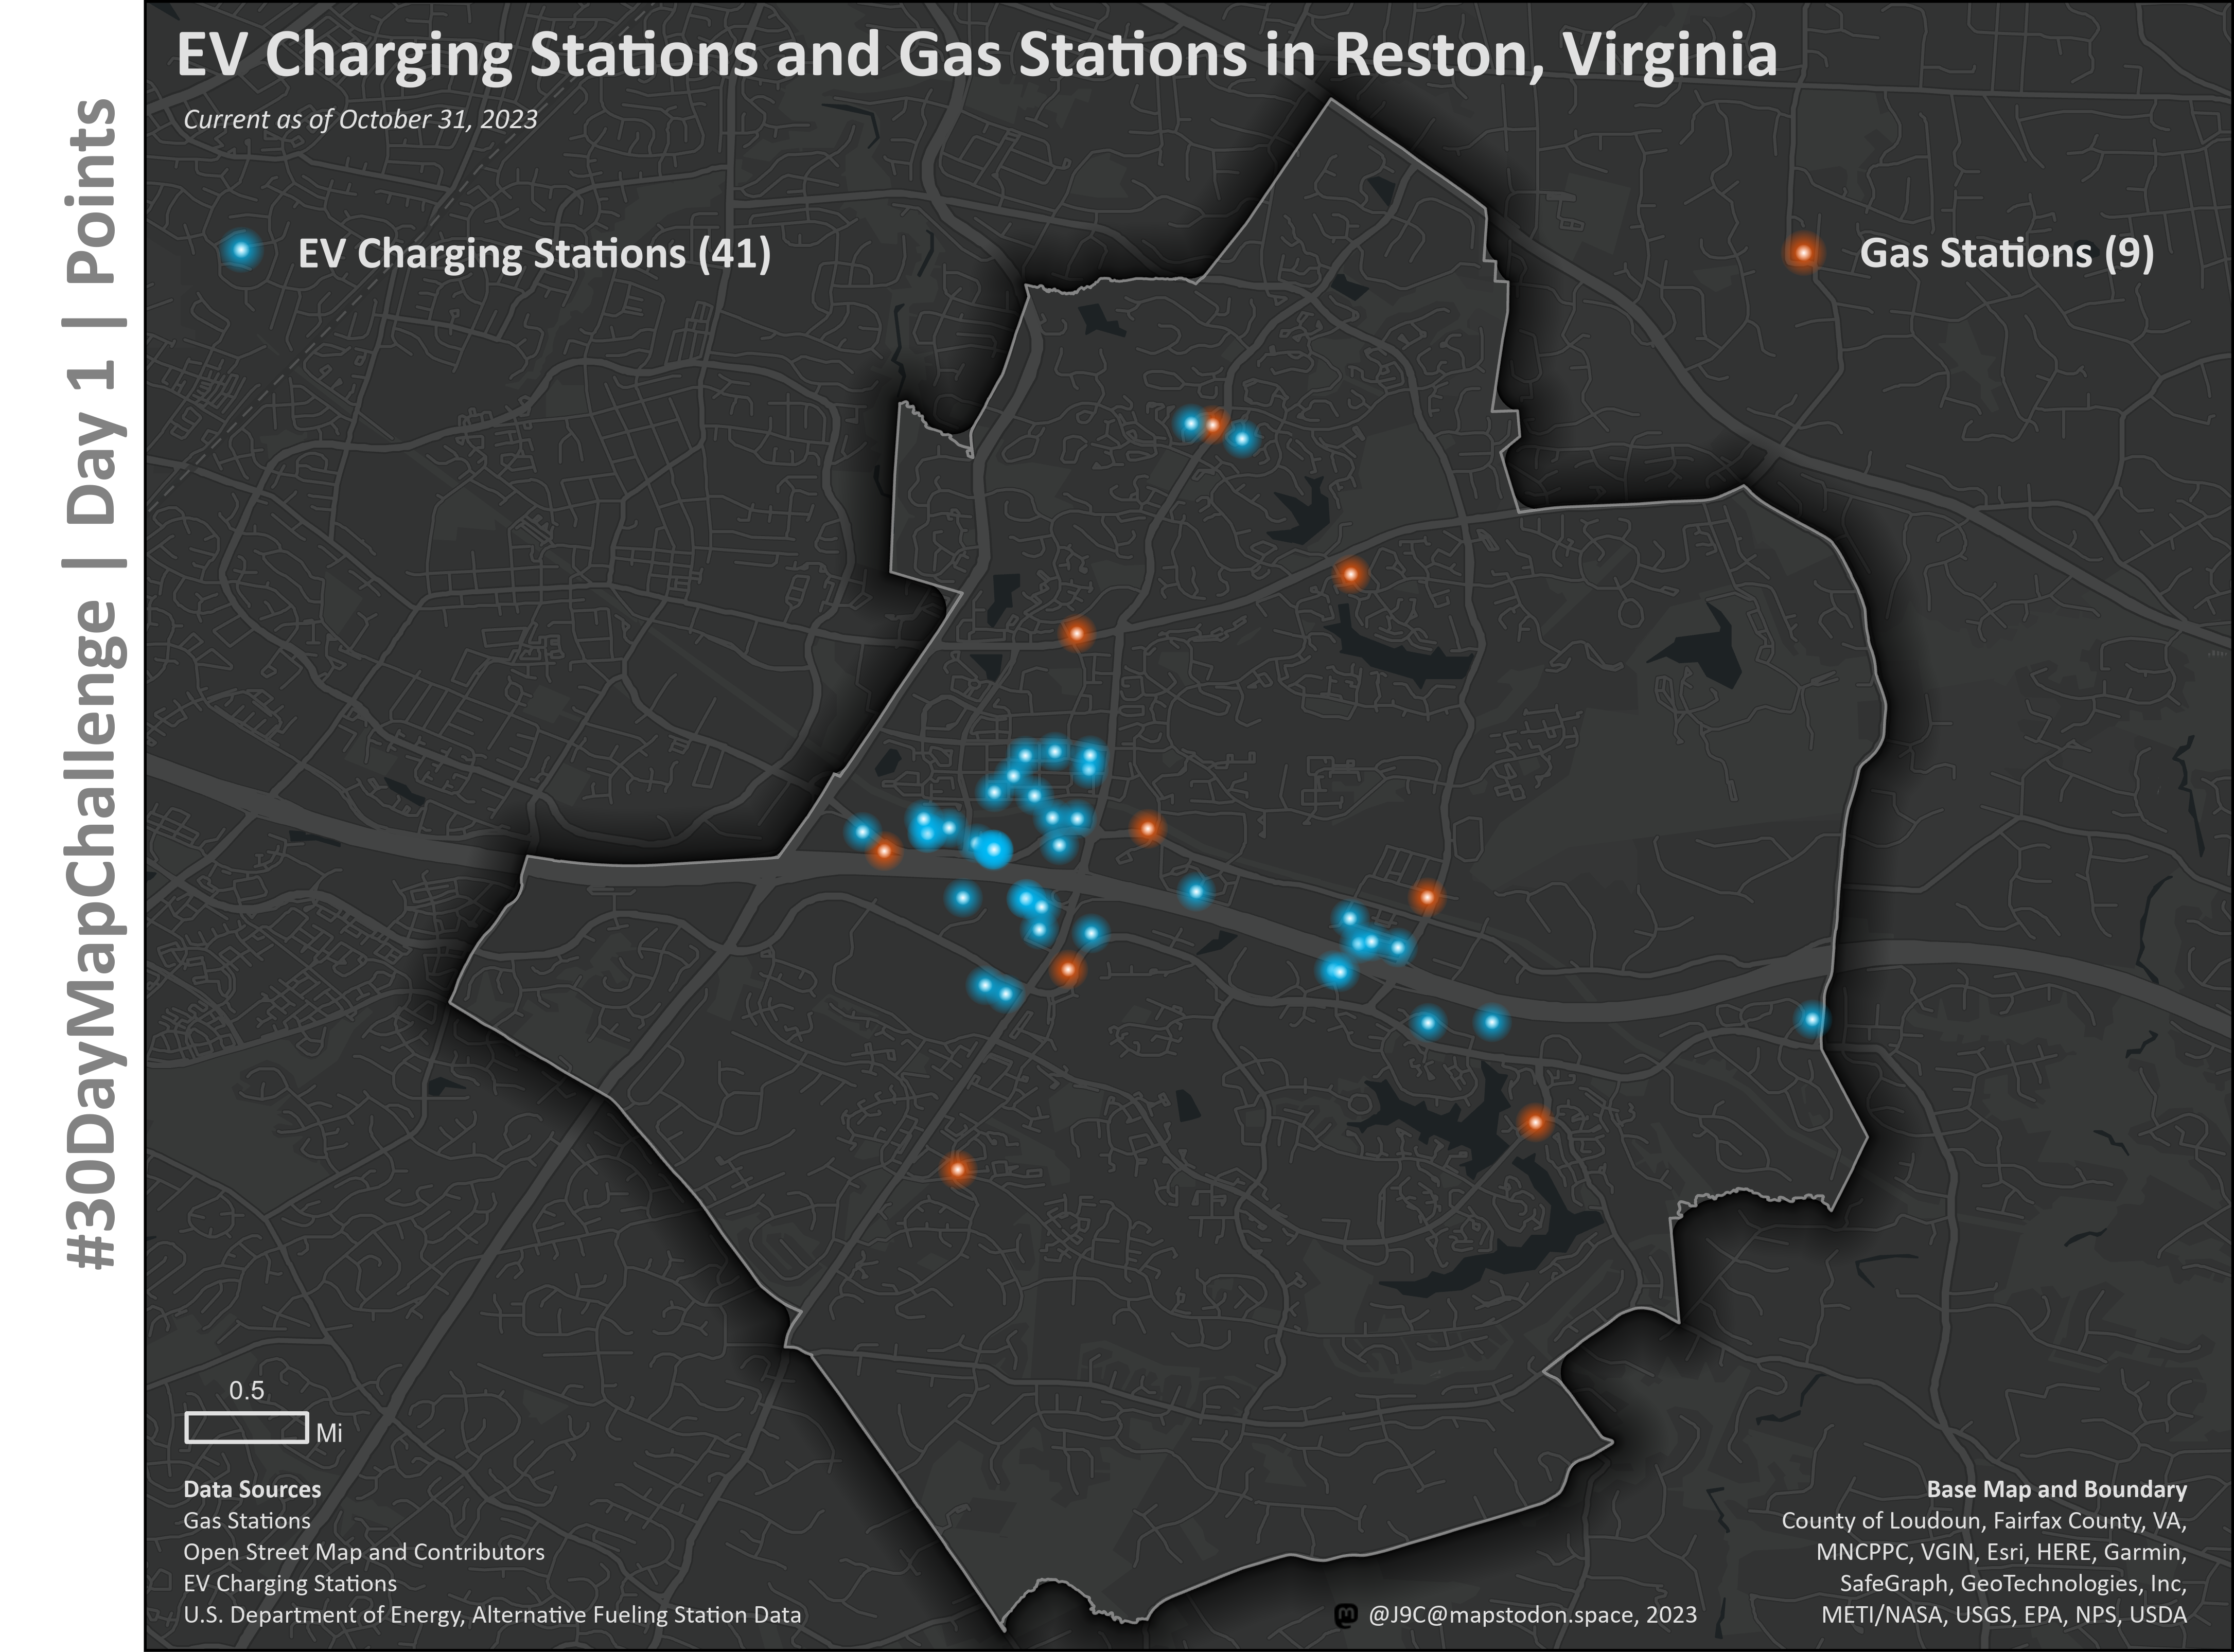 #30DayMapChallenge | Day 1 | Points
EV Charging Stations and Gas Stations in Reston, Virginia
Current as of October 31, 2023
EV Charging Stations (41)
Gas Stations (9)
0.5
Mi
Data Sources
Gas Stations
Open Street Map and Contributors
EV Charging Stations
U.S. Department of Energy, Alternative Fueling Station Data
@J9C@mapstodon.space, 2023
Base Map and Boundary
County of Loudoun, Fairfax County, VA,
MNCPPC, VGIN, Esri, HERE, Garmin,
SafeGraph, GeoTechnologies, Inc,
METI/NASA, USGS, EPA, NPS, USDA